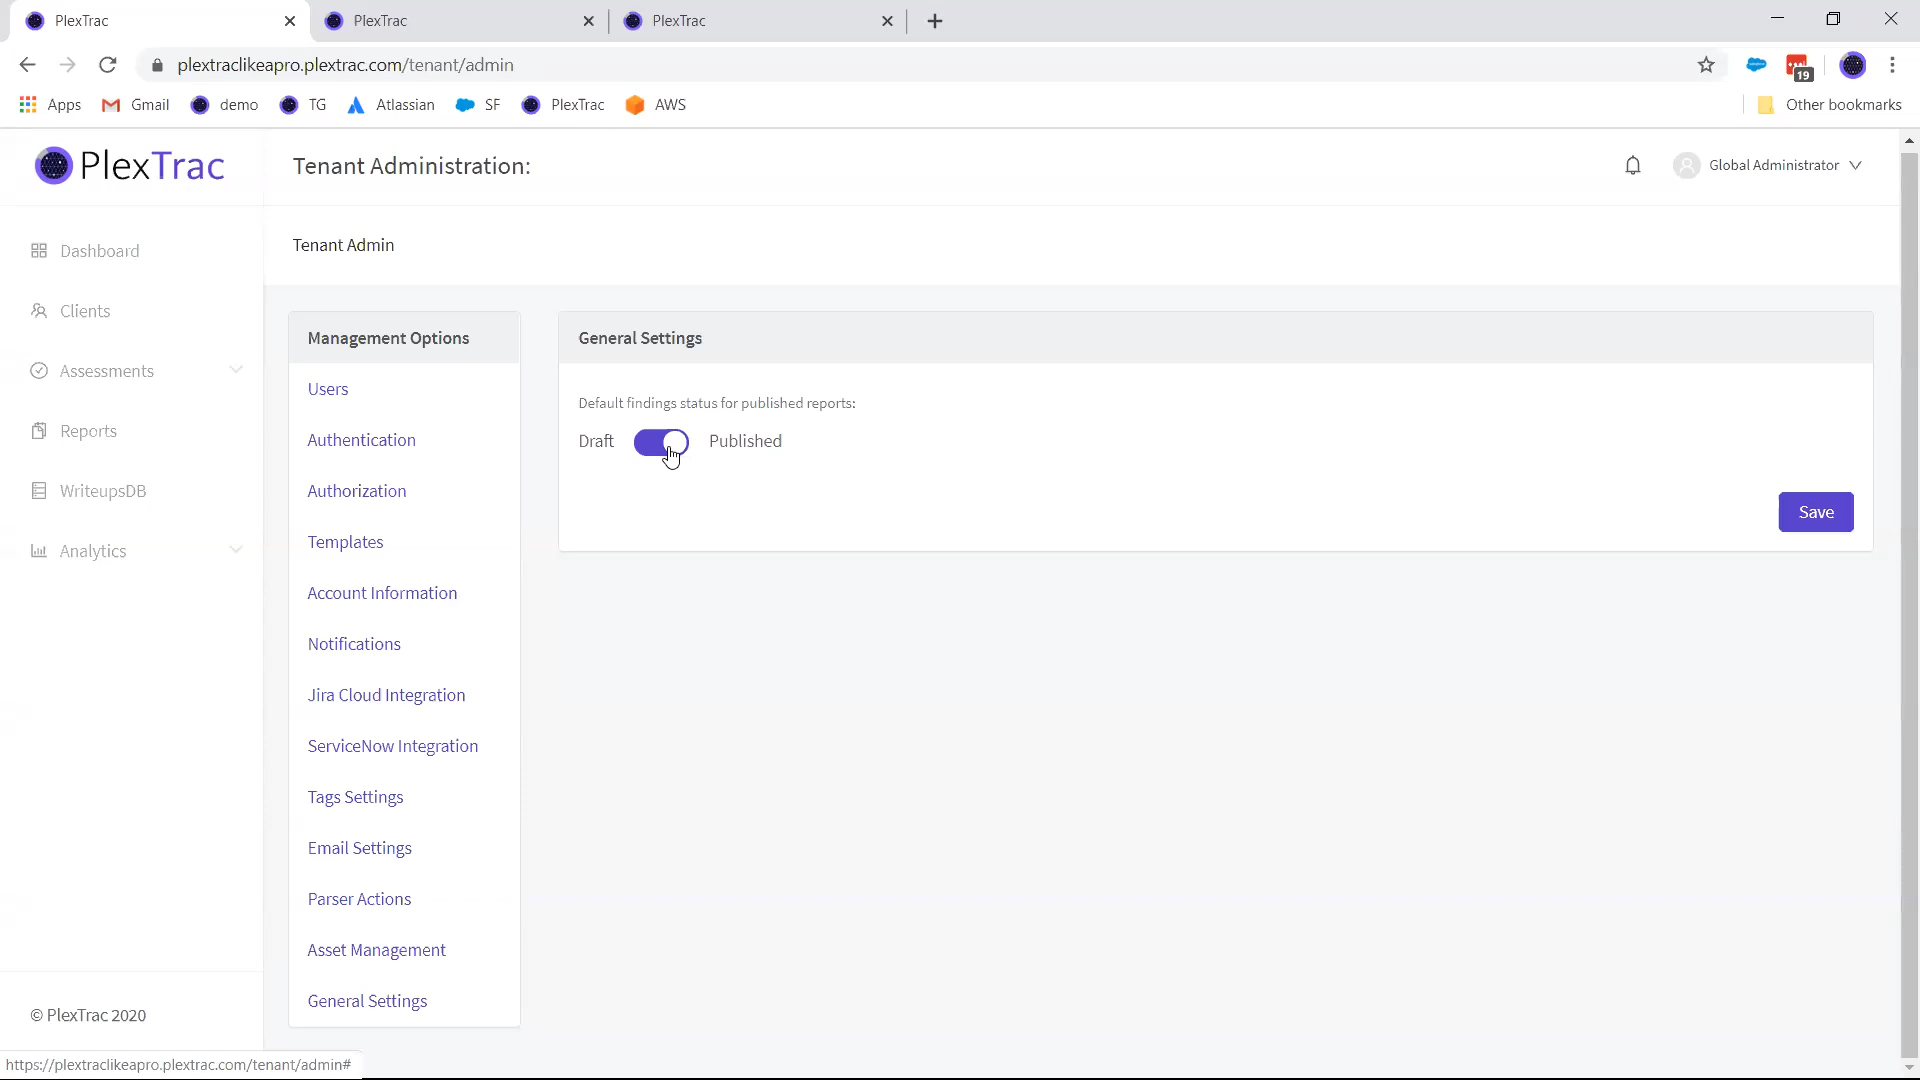 PlexTrac
PlexTrac
PlexTrac
plextraclikeapro.plextrac.com/tenant/admin
19
Apps
Gmail
demo
TG
Atlassian
SF
PlexTrac
AWS
Other bookmarks
PlexTrac
Tenant Administration:
Global Administrator
Dashboard
Clients
Assessments
Reports
WriteupsDB
Analytics
Tenant Admin
Management Options
Users
Authentication
Authorization
Templates
Account Information
Notifications
Jira Cloud Integration
ServiceNow Integration
Tags Settings
Email Settings
Parser Actions
Asset Management
General Settings
General Settings
Default findings status for published reports:
Draft Published
Save
© PlexTrac 2020
https://plextraclikeapro.plextrac.com/tenant/admin#